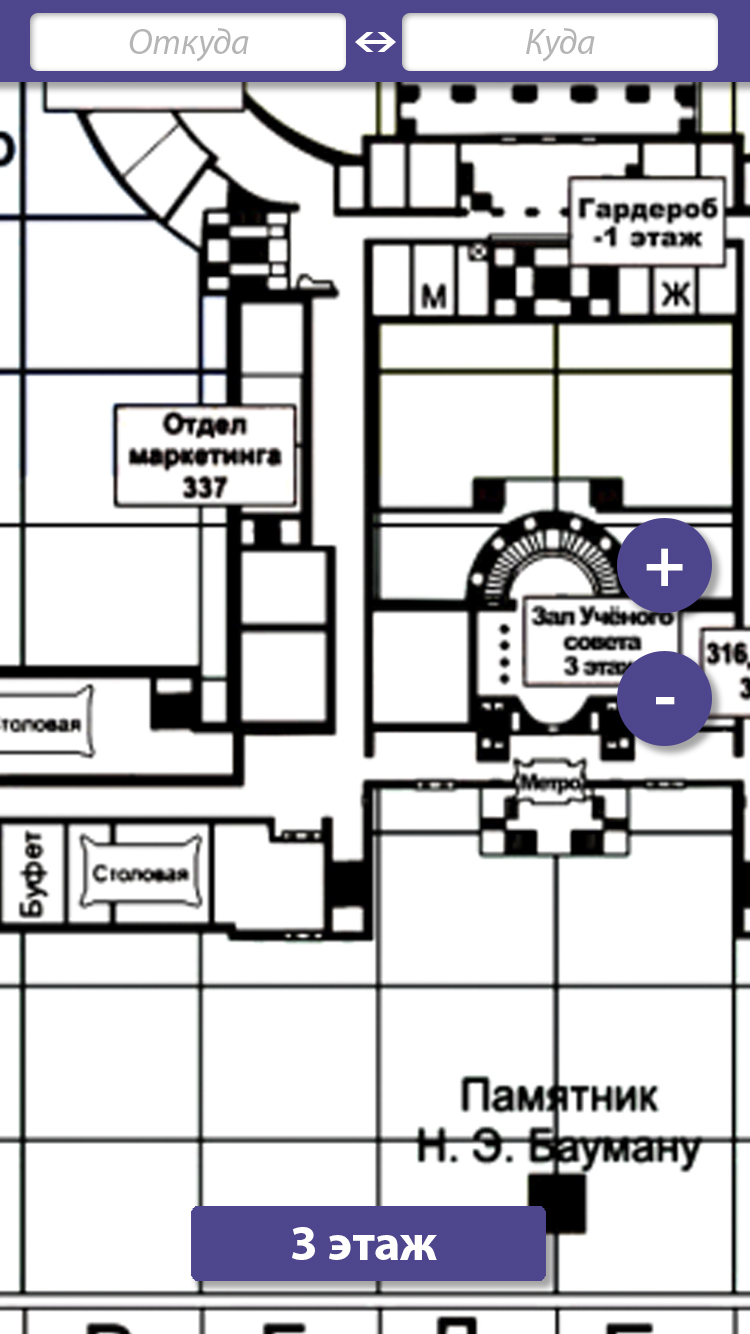 Откуда
Куда
Гардероб
-1 этаж
М
Ж
Отдел
маркетинга
337
+
Зал Учёного
совета
3 этаж
316,
-
Столовая
Метро
Буфет
Столовая
Памятник
Н. Э. Бауману
3 этаж